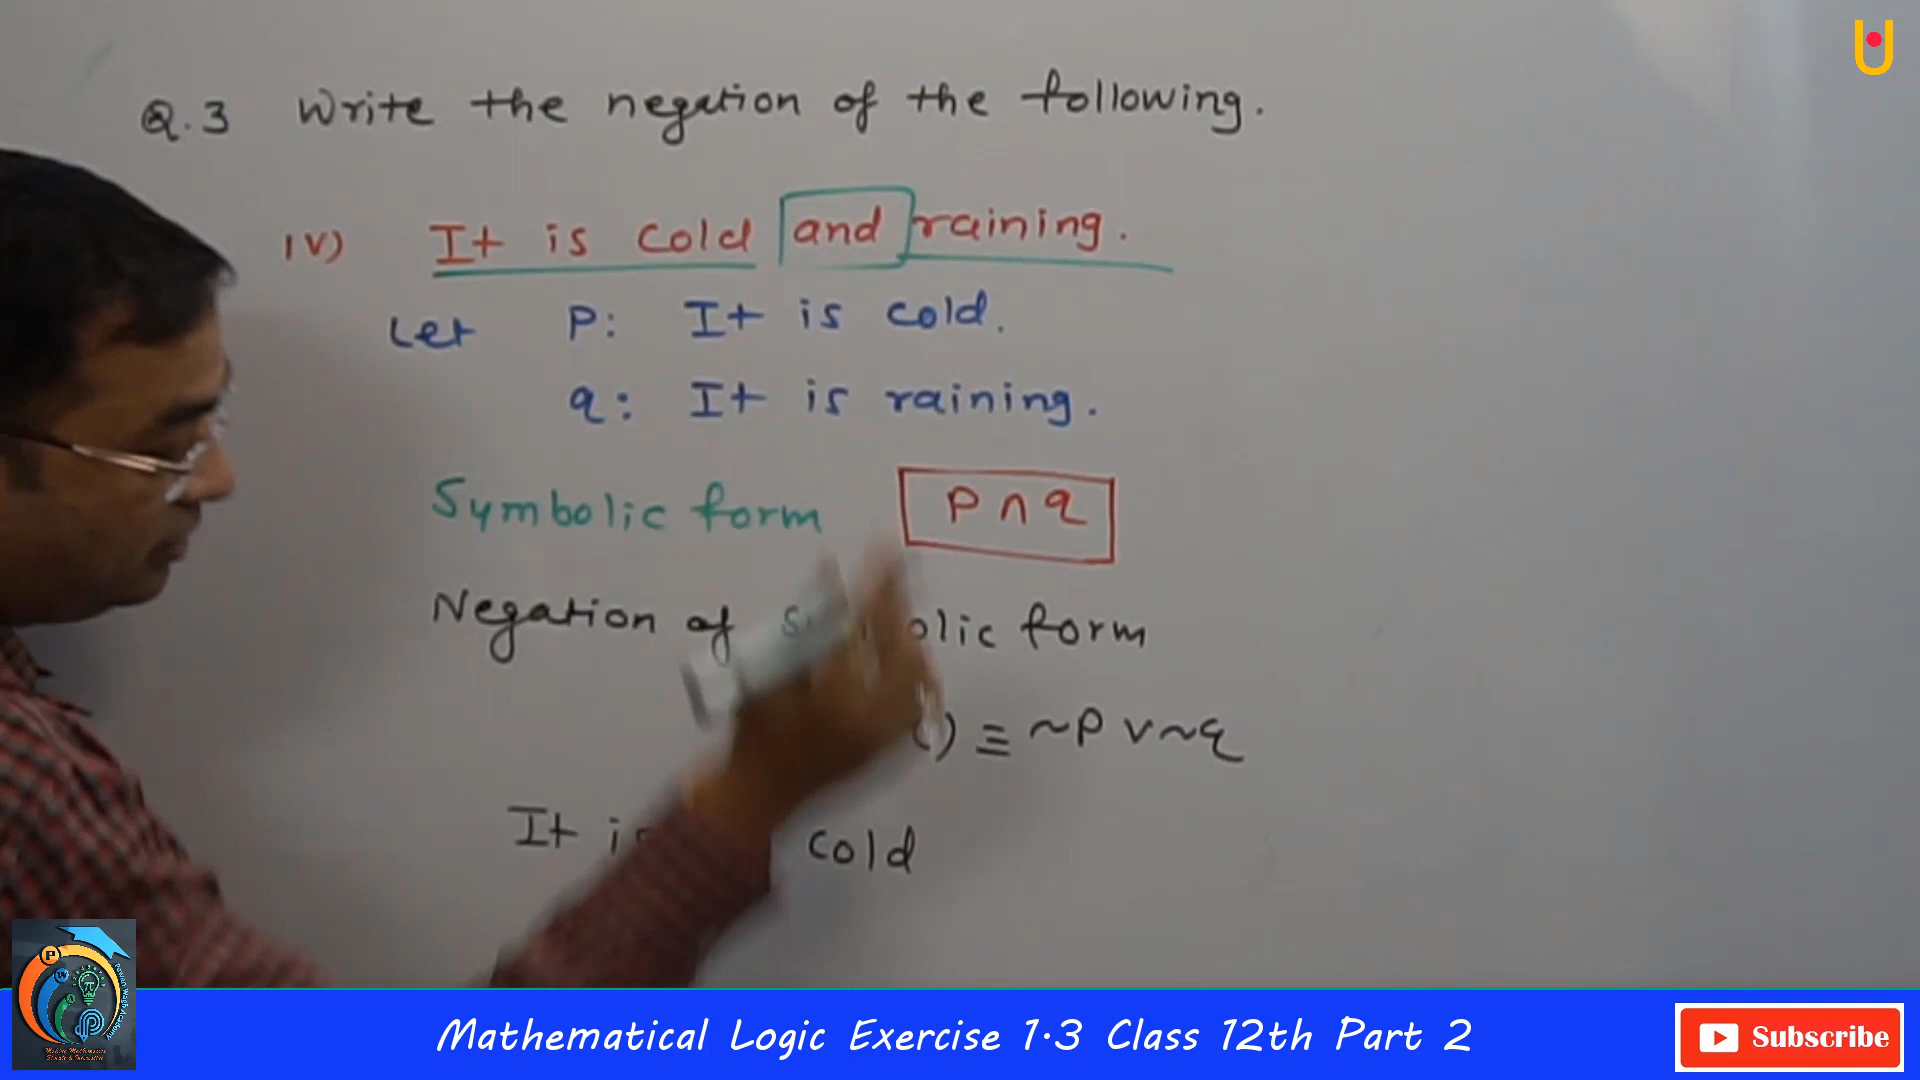 Q.3 Write the negation of the following.
iv) It is cold and raining.
Let p: It is cold.
q: It is raining.
Symbolic form p ∩ q
Negation of form
) ≡ ~p ∨ ~q
It is cold
Mathematical Logic Exercise 1.3 Class 12th Part 2
Subscribe